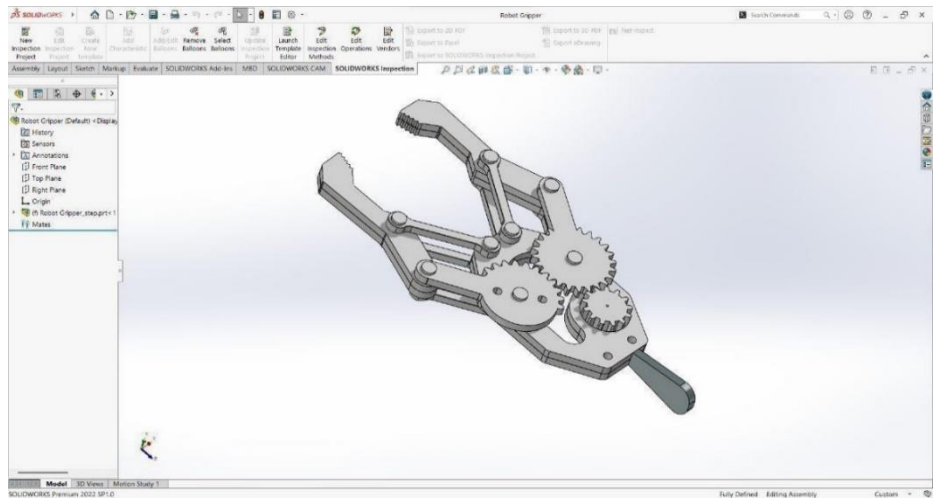 SOLIDWORKS
Robot Gripper
Search Commands
New Inspection Project
Edit Inspection Project
Create New Template
Add Characteristic
Add/Edit Balloons
Remove Balloons
Select Balloons
Update Inspection Project
Launch Template Editor
Edit Inspection Methods
Edit Operations
Edit Vendors
Export to 2D PDF
Export to Excel
Export to SOLIDWORKS Inspection Project
Export to 3D PDF
Export eDrawing
Net-Inspect
Assembly Layout Sketch Markup Evaluate SOLIDWORKS Add-Ins MBD SOLIDWORKS CAM SOLIDWORKS Inspection
Robot Gripper (Default) <Display
History
Sensors
Annotations
Front Plane
Top Plane
Right Plane
Origin
(f) Robot Gripper_step.prt< 1
Mates
Model 3D Views Motion Study 1
SOLIDWORKS Premium 2022 SP1.0
Fully Defined Editing Assembly Custom